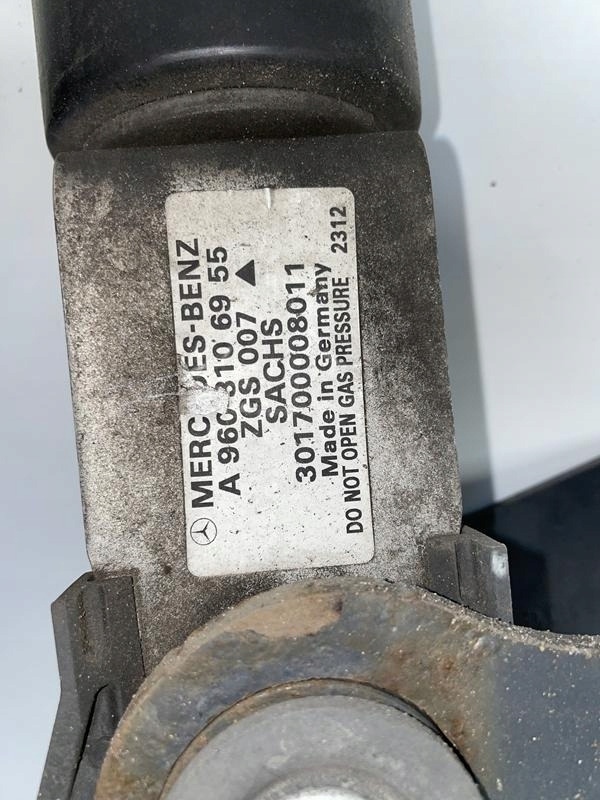 MERCEDES-BENZ
A 960 310 69 55
ZGS 007 ▲
SACHS
301700008011
Made in Germany
DO NOT OPEN GAS PRESSURE 2312